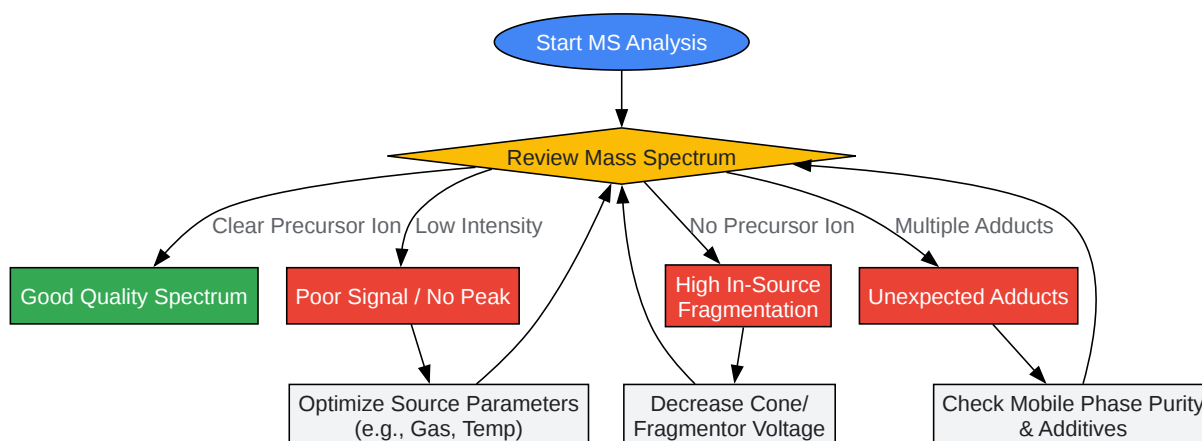 Start MS Analysis
Review Mass Spectrum
Clear Precursor Ion
Low Intensity
No Precursor Ion
Multiple Adducts
Good Quality Spectrum
Poor Signal / No Peak
High In-Source
Fragmentation
Unexpected Adducts
Optimize Source Parameters
(e.g., Gas, Temp)
Decrease Cone/
Fragmentor Voltage
Check Mobile Phase Purity
& Additives